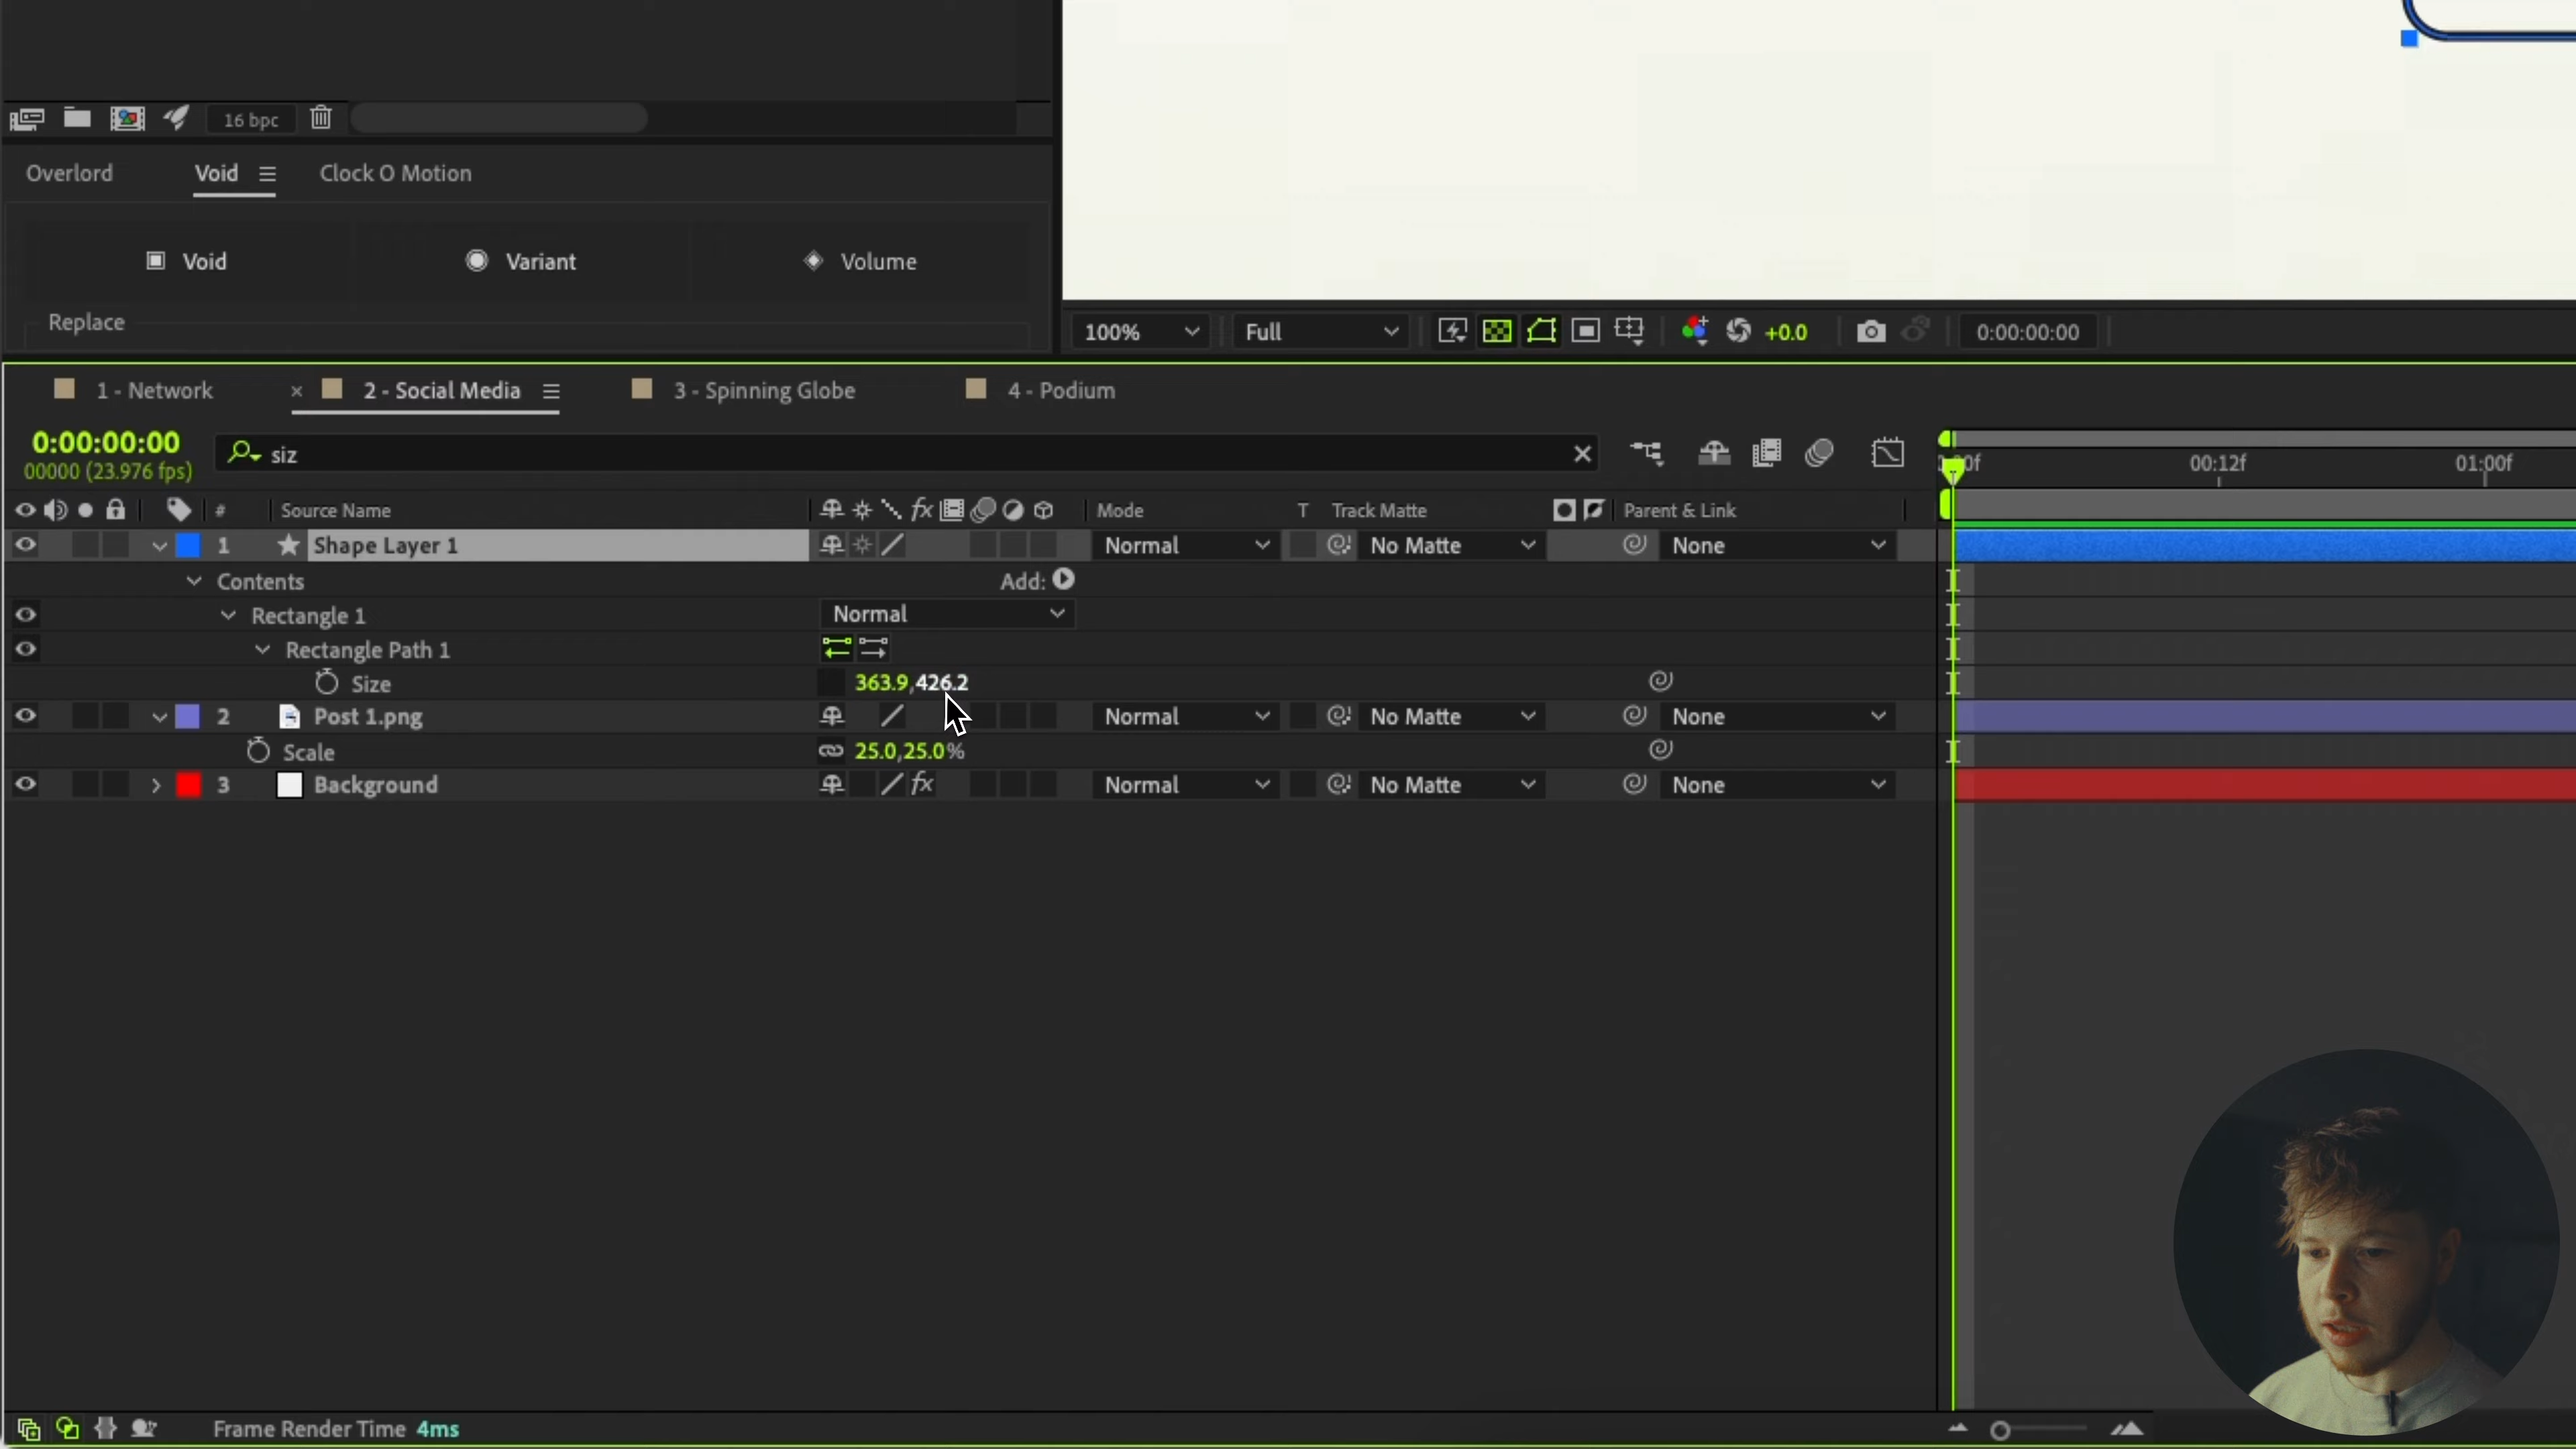 16 bpc
Overlord Void Clock O Motion
Void Variant Volume
Replace
100% Full +0.0 0:00:00:00
1 - Network × 2 - Social Media 3 - Spinning Globe 4 - Podium
0:00:00:00
00000 (23.976 fps)
siz
00:12f 01:00f
# Source Name fx Mode T Track Matte Parent & Link
1 Shape Layer 1 Normal No Matte None
Contents Add:
Rectangle 1 Normal
Rectangle Path 1
Size 363.9,426.2
2 Post 1.png Normal No Matte None
Scale 25.0,25.0%
3 Background fx Normal No Matte None
Frame Render Time 4ms